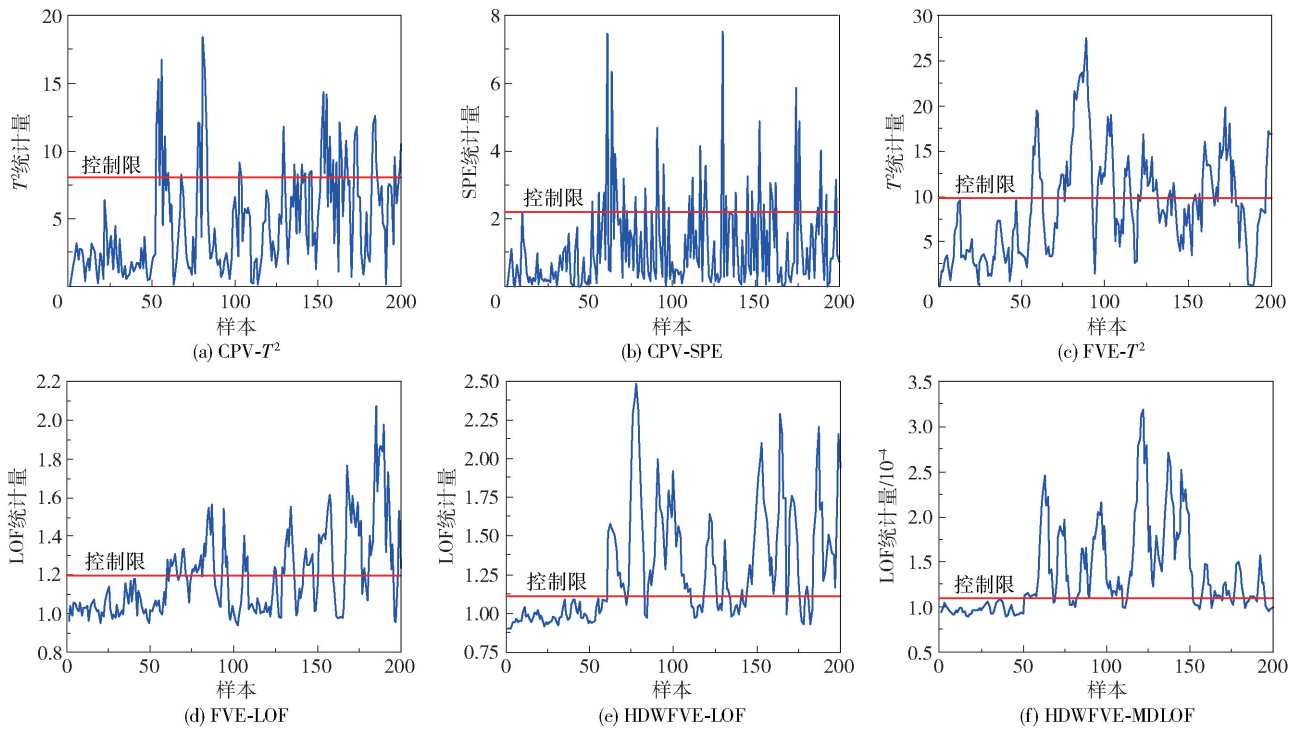 20
15
10
5
T²统计量
控制限
0
50
100
150
200
样本
(a) CPV-T²
8
6
4
2
SPE统计量
控制限
0
50
100
150
200
样本
(b) CPV-SPE
30
25
20
15
10
5
T²统计量
控制限
0
50
100
150
200
样本
(c) FVE-T²
2.2
2.0
1.8
1.6
1.4
1.2
1.0
0.8
LOF统计量
控制限
0
50
100
150
200
样本
(d) FVE-LOF
2.50
2.25
2.00
1.75
1.50
1.25
1.00
0.75
LOF统计量
控制限
0
50
100
150
200
样本
(e) HDWFVE-LOF
3.5
3.0
2.5
2.0
1.5
1.0
0.5
LOF统计量/10⁻⁴
控制限
0
50
100
150
200
样本
(f) HDWFVE-MDLOF